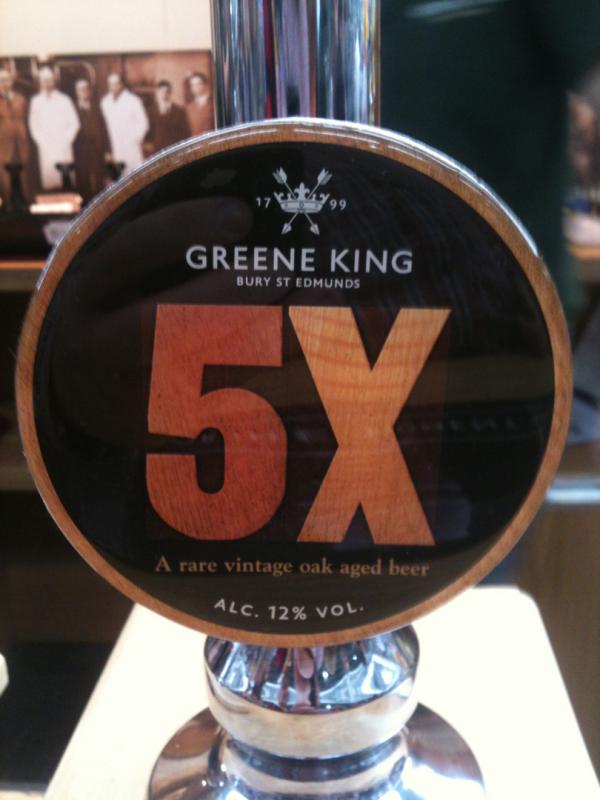 17 99
GREENE KING
BURY ST EDMUNDS
5X
A rare vintage oak aged beer
ALC. 12% VOL.